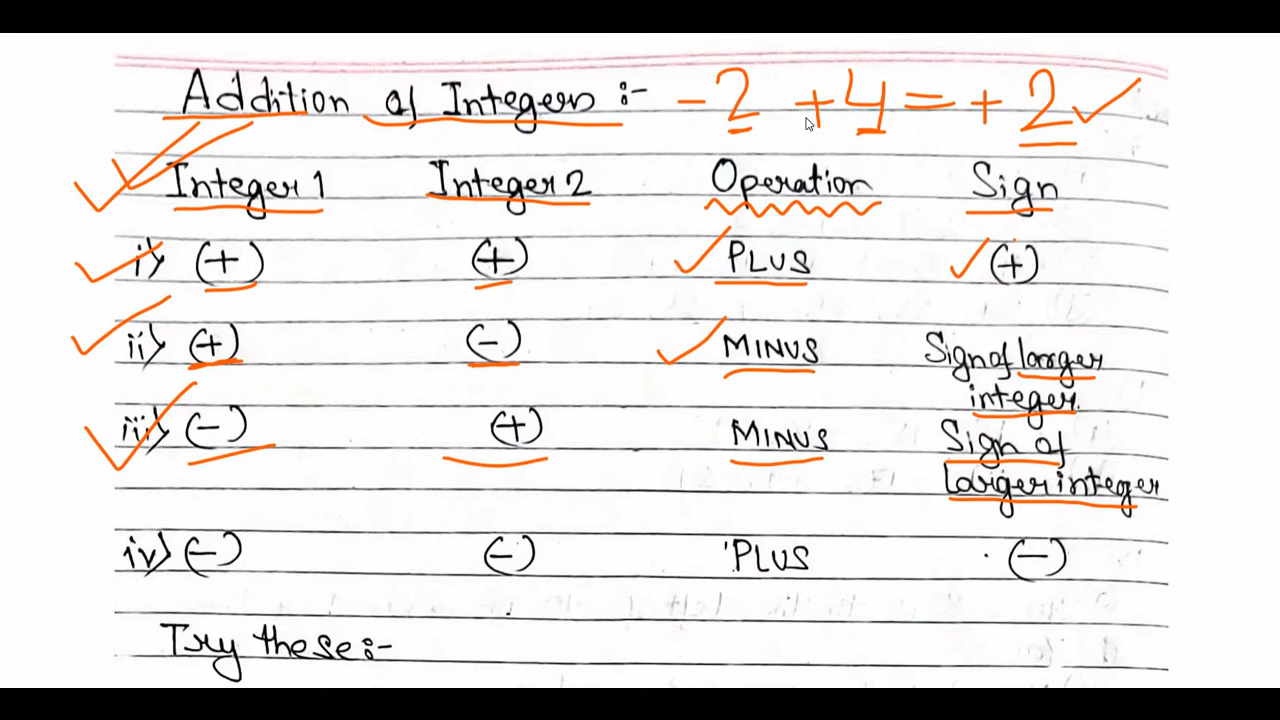 Addition of Integers :- -2 +4 = +2
Integer 1 Integer 2 Operation Sign
i) (+) (+) PLUS (+)
ii) (+) (-) MINUS Sign of larger integer
iii) (-) (+) MINUS Sign of larger integer
iv) (-) (-) PLUS (-)
Try these :-